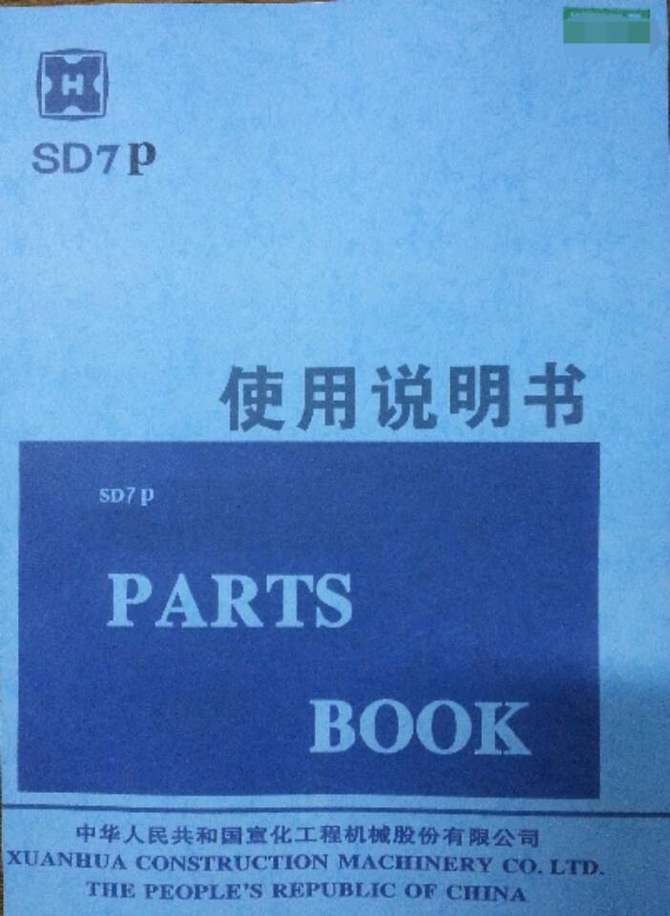 H
SD7P
使用说明书
SD7P
PARTS
BOOK
中华人民共和国宣化工程机械股份有限公司
XUANHUA CONSTRUCTION MACHINERY CO. LTD.
THE PEOPLE'S REPUBLIC OF CHINA